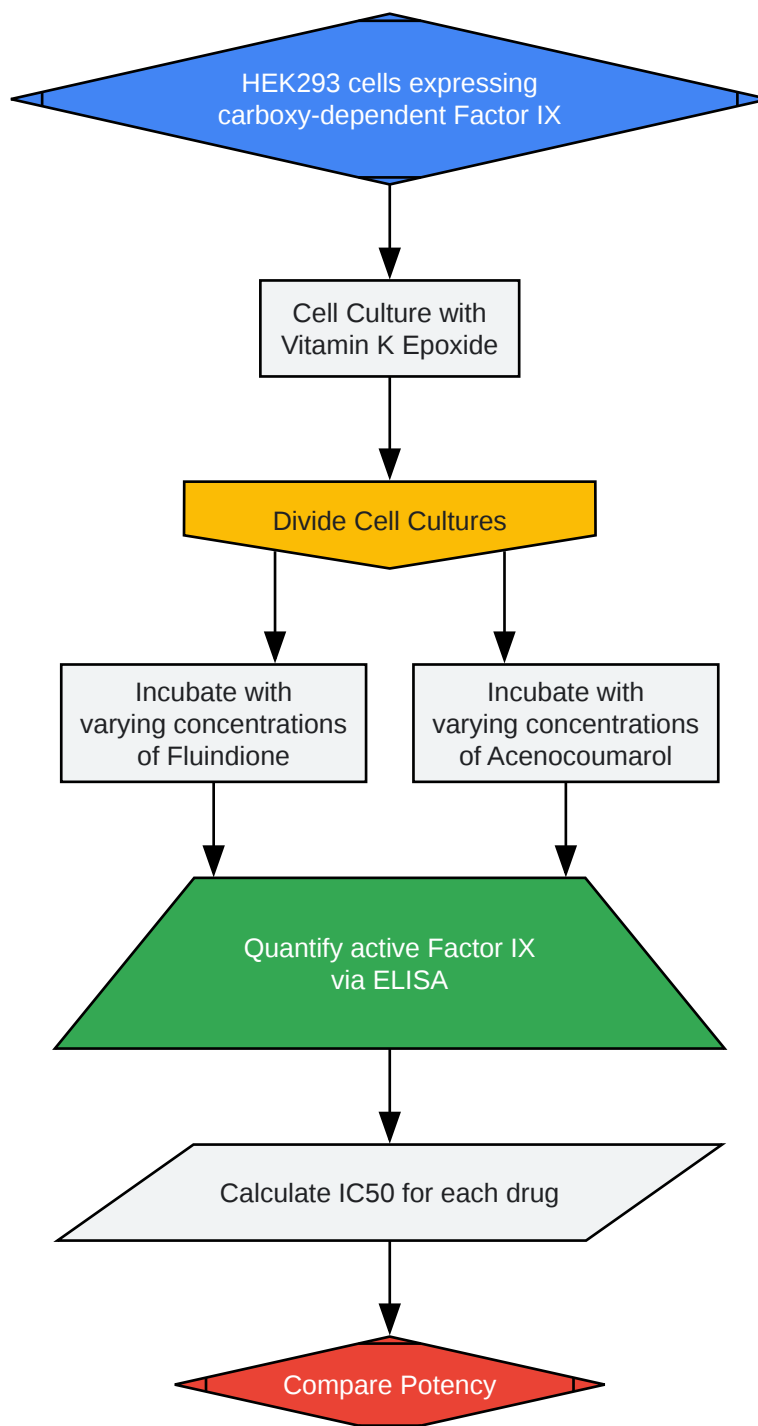 HEK293 cells expressing
carboxy-dependent Factor IX
Cell Culture with
Vitamin K Epoxide
Divide Cell Cultures
Incubate with
varying concentrations
of Fluindione
Incubate with
varying concentrations
of Acenocoumarol
Quantify active Factor IX
via ELISA
Calculate IC50 for each drug
Compare Potency